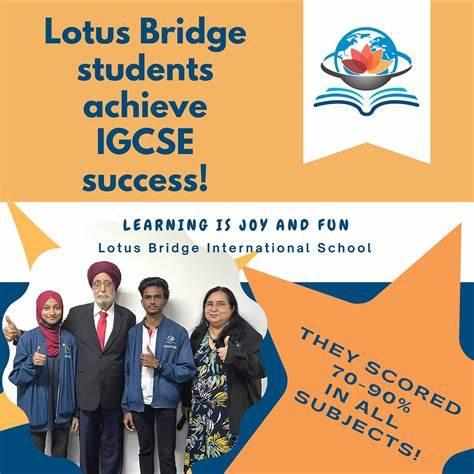 Lotus Bridge
students
achieve
IGCSE
success!
LEARNING IS JOY AND FUN
Lotus Bridge International School
THEY SCORED
70-90%
IN ALL
SUBJECTS!